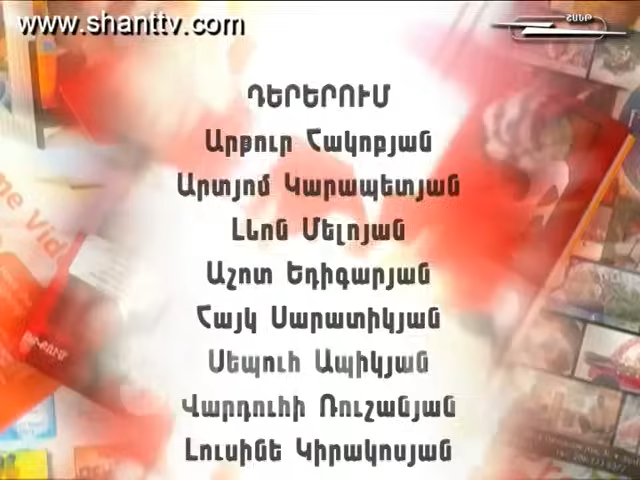 www.shanttv.com
ՇԱՆԹ
ԴԵՐԵՐՈՒՄ
Արթուր Հակոբյան
Արտյոմ Կարապետյան
Լևոն Մելոյան
Աշոտ Եդիգարյան
Հայկ Սարատիկյան
Սեպուհ Ապիկյան
Վարդուհի Ռուշանյան
Լուսինե Կիրակոսյան